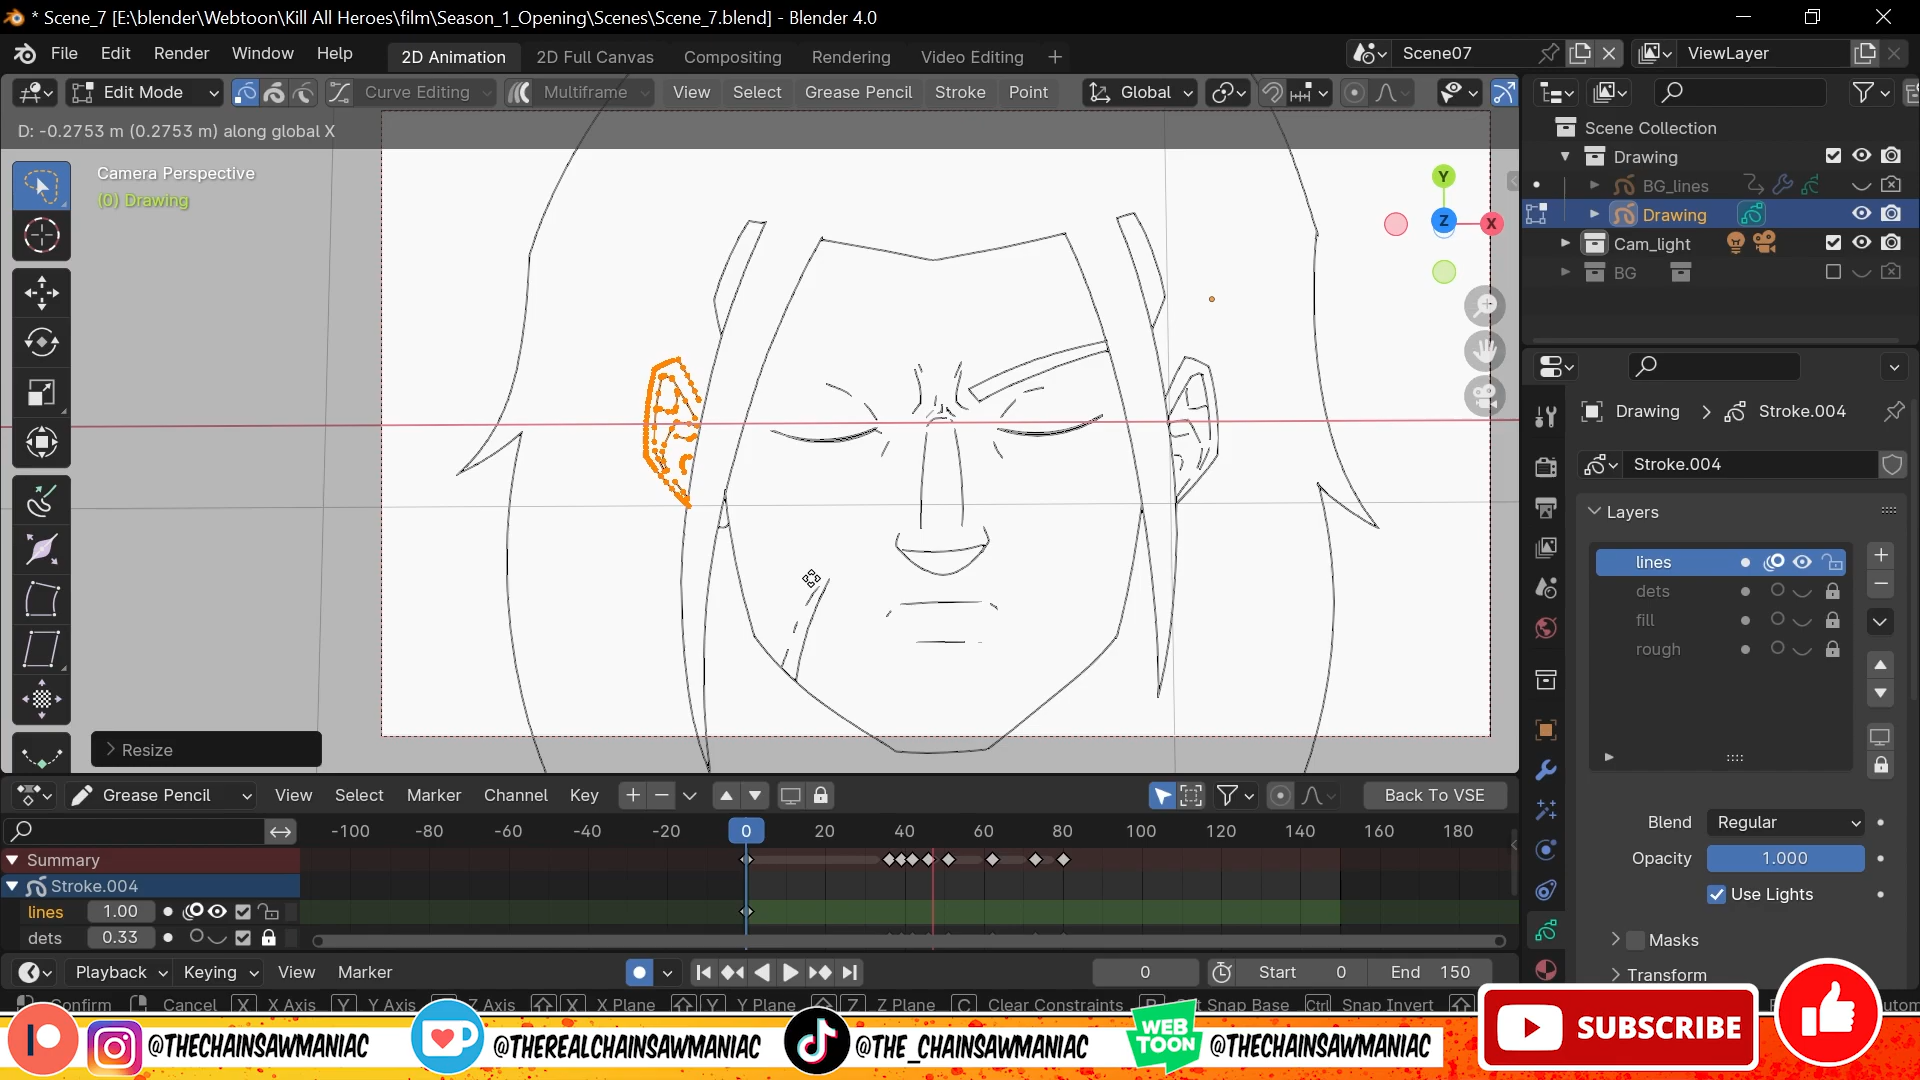 * Scene_7 [E:\blender\Webtoon\Kill All Heroes\film\Season_1_Opening\Scenes\Scene_7.blend] - Blender 4.0
File Edit Render Window Help 2D Animation 2D Full Canvas Compositing Rendering Video Editing + Scene07 ViewLayer
Edit Mode Curve Editing Multiframe View Select Grease Pencil Stroke Point Global
D: -0.2753 m (0.2753 m) along global X
Camera Perspective
(0) Drawing
Y
Z
X
Resize
Scene Collection
Drawing
BG_lines
Drawing
Cam_light
BG
Drawing > Stroke.004
Stroke.004
Layers
lines
dets
fill
rough
Blend Regular
Opacity 1.000
Use Lights
Masks
Transform
Grease Pencil View Select Marker Channel Key Back To VSE
-100 -80 -60 -40 -20 0 20 40 60 80 100 120 140 160 180
Summary
Stroke.004
lines 1.00
dets 0.33
Playback Keying View Marker 0 Start 0 End 150
Confirm Cancel X X Axis Y Y Axis Z Axis X X Plane Y Y Plane Z Z Plane C Clear Constraints Snap Base Ctrl Snap Invert
@THECHAINSAWMANIAC @THEREALCHAINSAWMANIAC @THE_CHAINSAWMANIAC WEB TOON @THECHAINSAWMANIAC SUBSCRIBE